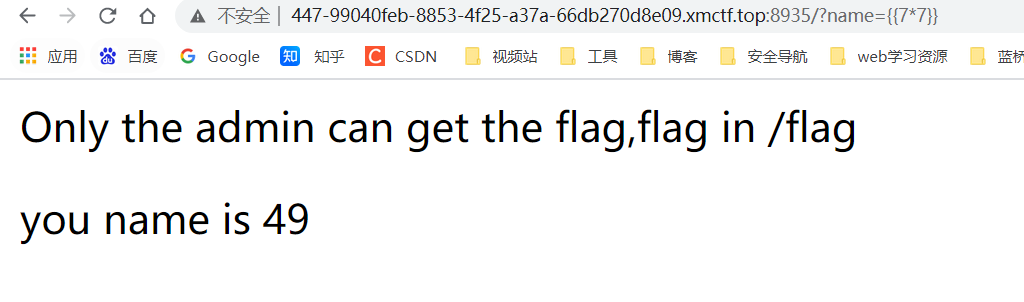 不安全 | 447-99040feb-8853-4f25-a37a-66db270d8e09.xmctf.top:8935/?name={{7*7}}
应用 百度 Google 知 知乎 C CSDN 视频站 工具 博客 安全导航 web学习资源 蓝桥
Only the admin can get the flag,flag in /flag
you name is 49